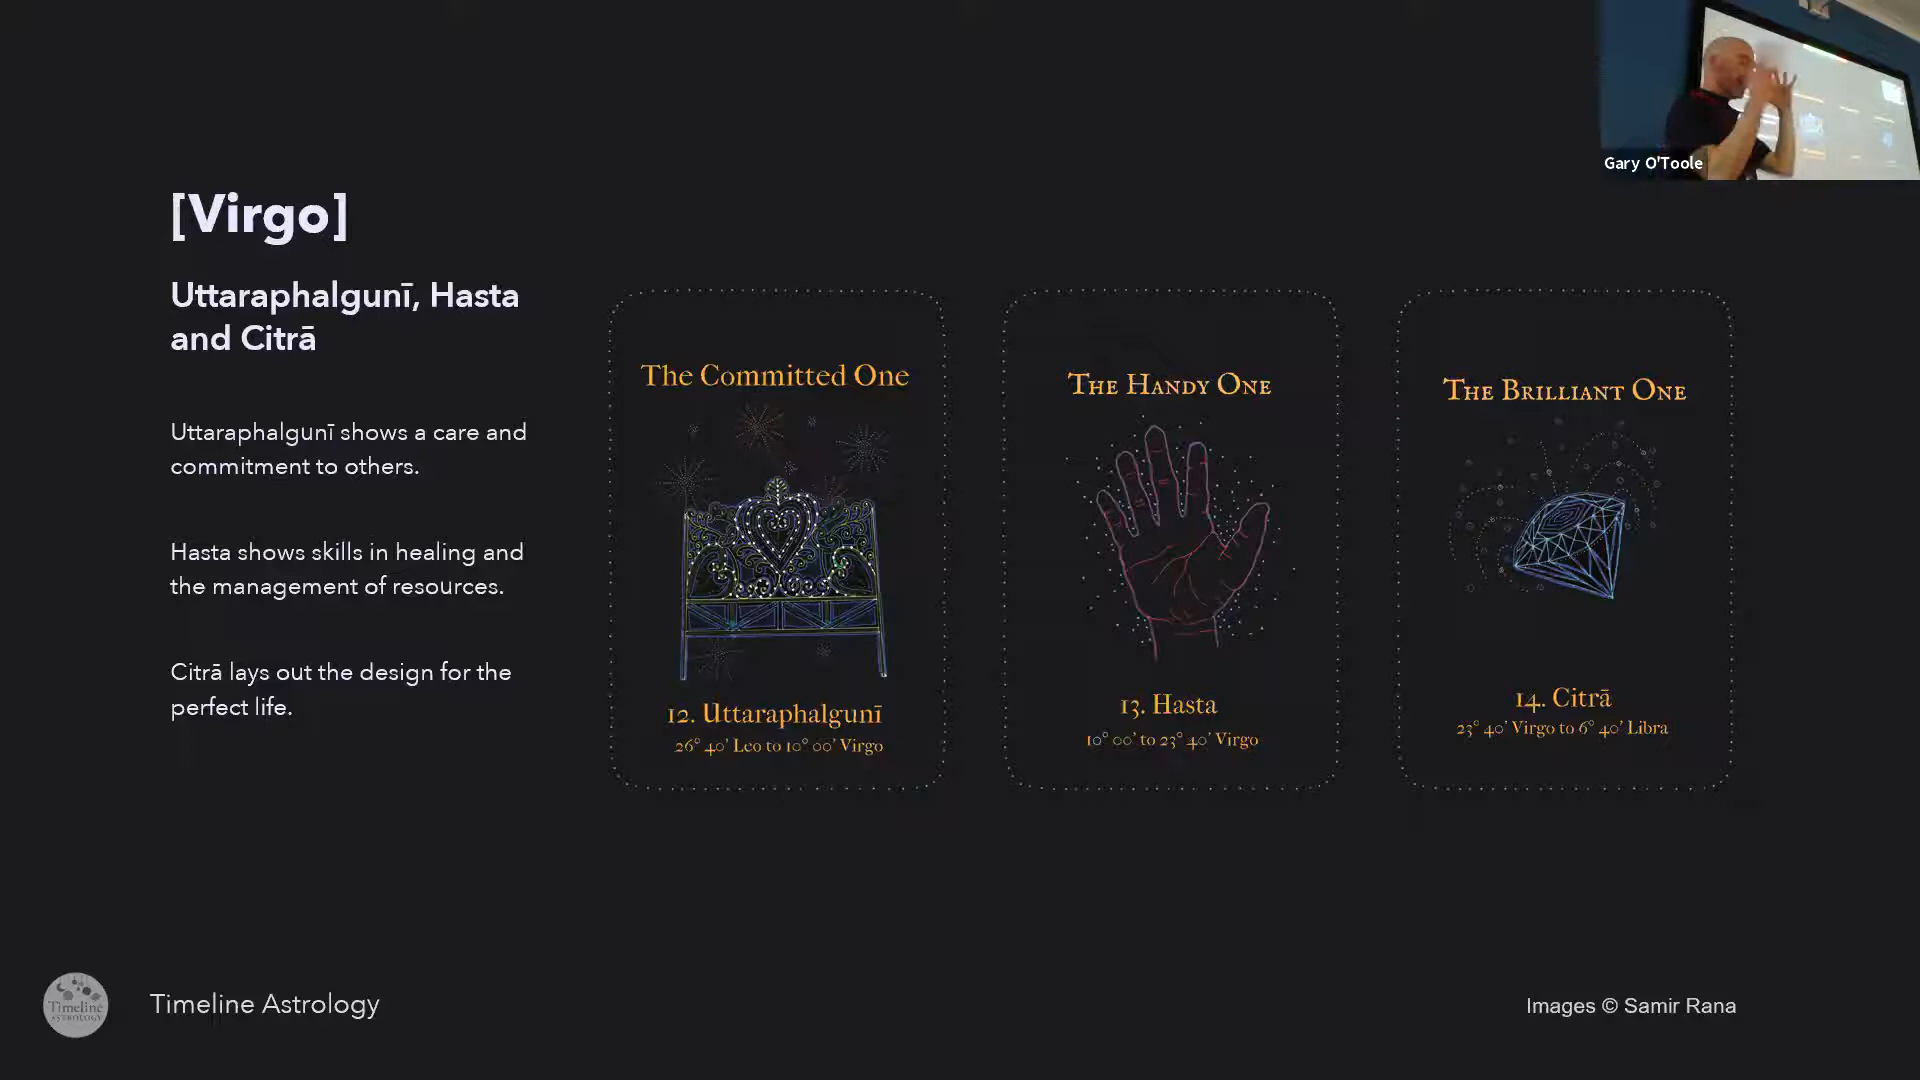 Gary O'Toole
[Virgo]
Uttaraphalgunī, Hasta
and Citrā
Uttaraphalgunī shows a care and
commitment to others.
Hasta shows skills in healing and
the management of resources.
Citrā lays out the design for the
perfect life.
The Committed One
12. Uttaraphalgunī
26° 40' Leo to 10° 00' Virgo
The Handy One
13. Hasta
10° 00' to 23° 40' Virgo
The Brilliant One
14. Citrā
23° 40' Virgo to 6° 40' Libra
Timeline
ASTROLOGY
Timeline Astrology
Images © Samir Rana